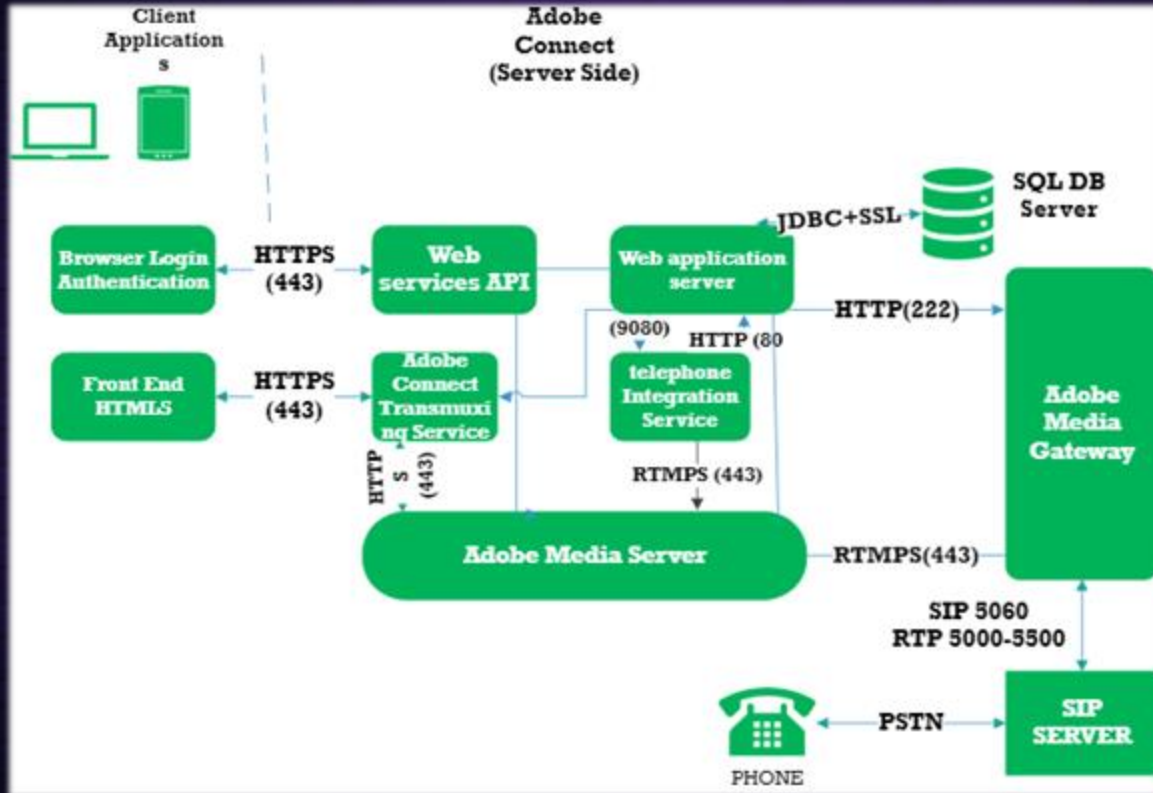 Client
Application
s
Adobe
Connect
(Server Side)
SQL DB
Server
JDBC+SSL
Browser Login
Authentication
HTTPS
(443)
Web
services API
Web application
server
HTTP(222)
(9080)
HTTP (80
Front End
HTML5
HTTPS
(443)
Adobe
Connect
Transmuxi
ng Service
telephone
Integration
Service
Adobe
Media
Gateway
HTTP
S
(443)
RTMPS (443)
Adobe Media Server
RTMPS(443)
SIP 5060
RTP 5000-5500
PSTN
SIP
SERVER
PHONE